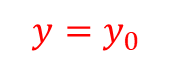 y = y₀